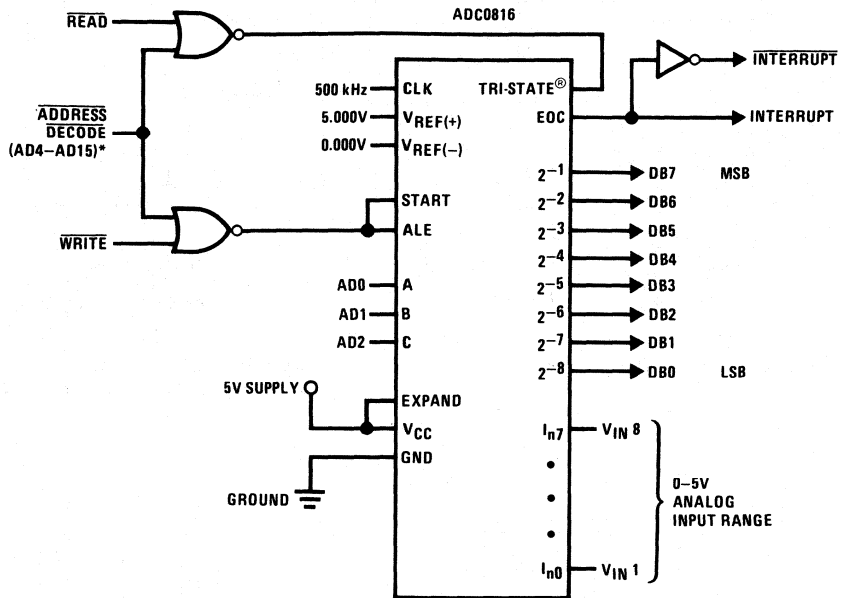 ADC0816
READ
INTERRUPT
500 kHz
CLK
TRI-STATE®
ADDRESS
DECODE
(AD4–AD15)*
5.000V
VREF(+)
EOC
INTERRUPT
0.000V
VREF(–)
2–1
DB7
MSB
START
2–2
DB6
2–3
DB5
WRITE
ALE
2–4
DB4
AD0
A
2–5
DB3
AD1
B
2–6
DB2
AD2
C
2–7
DB1
2–8
DB0
LSB
5V SUPPLY
EXPAND
VCC
In7
VIN 8
GND
GROUND
0–5V
ANALOG
INPUT RANGE
In0
VIN 1